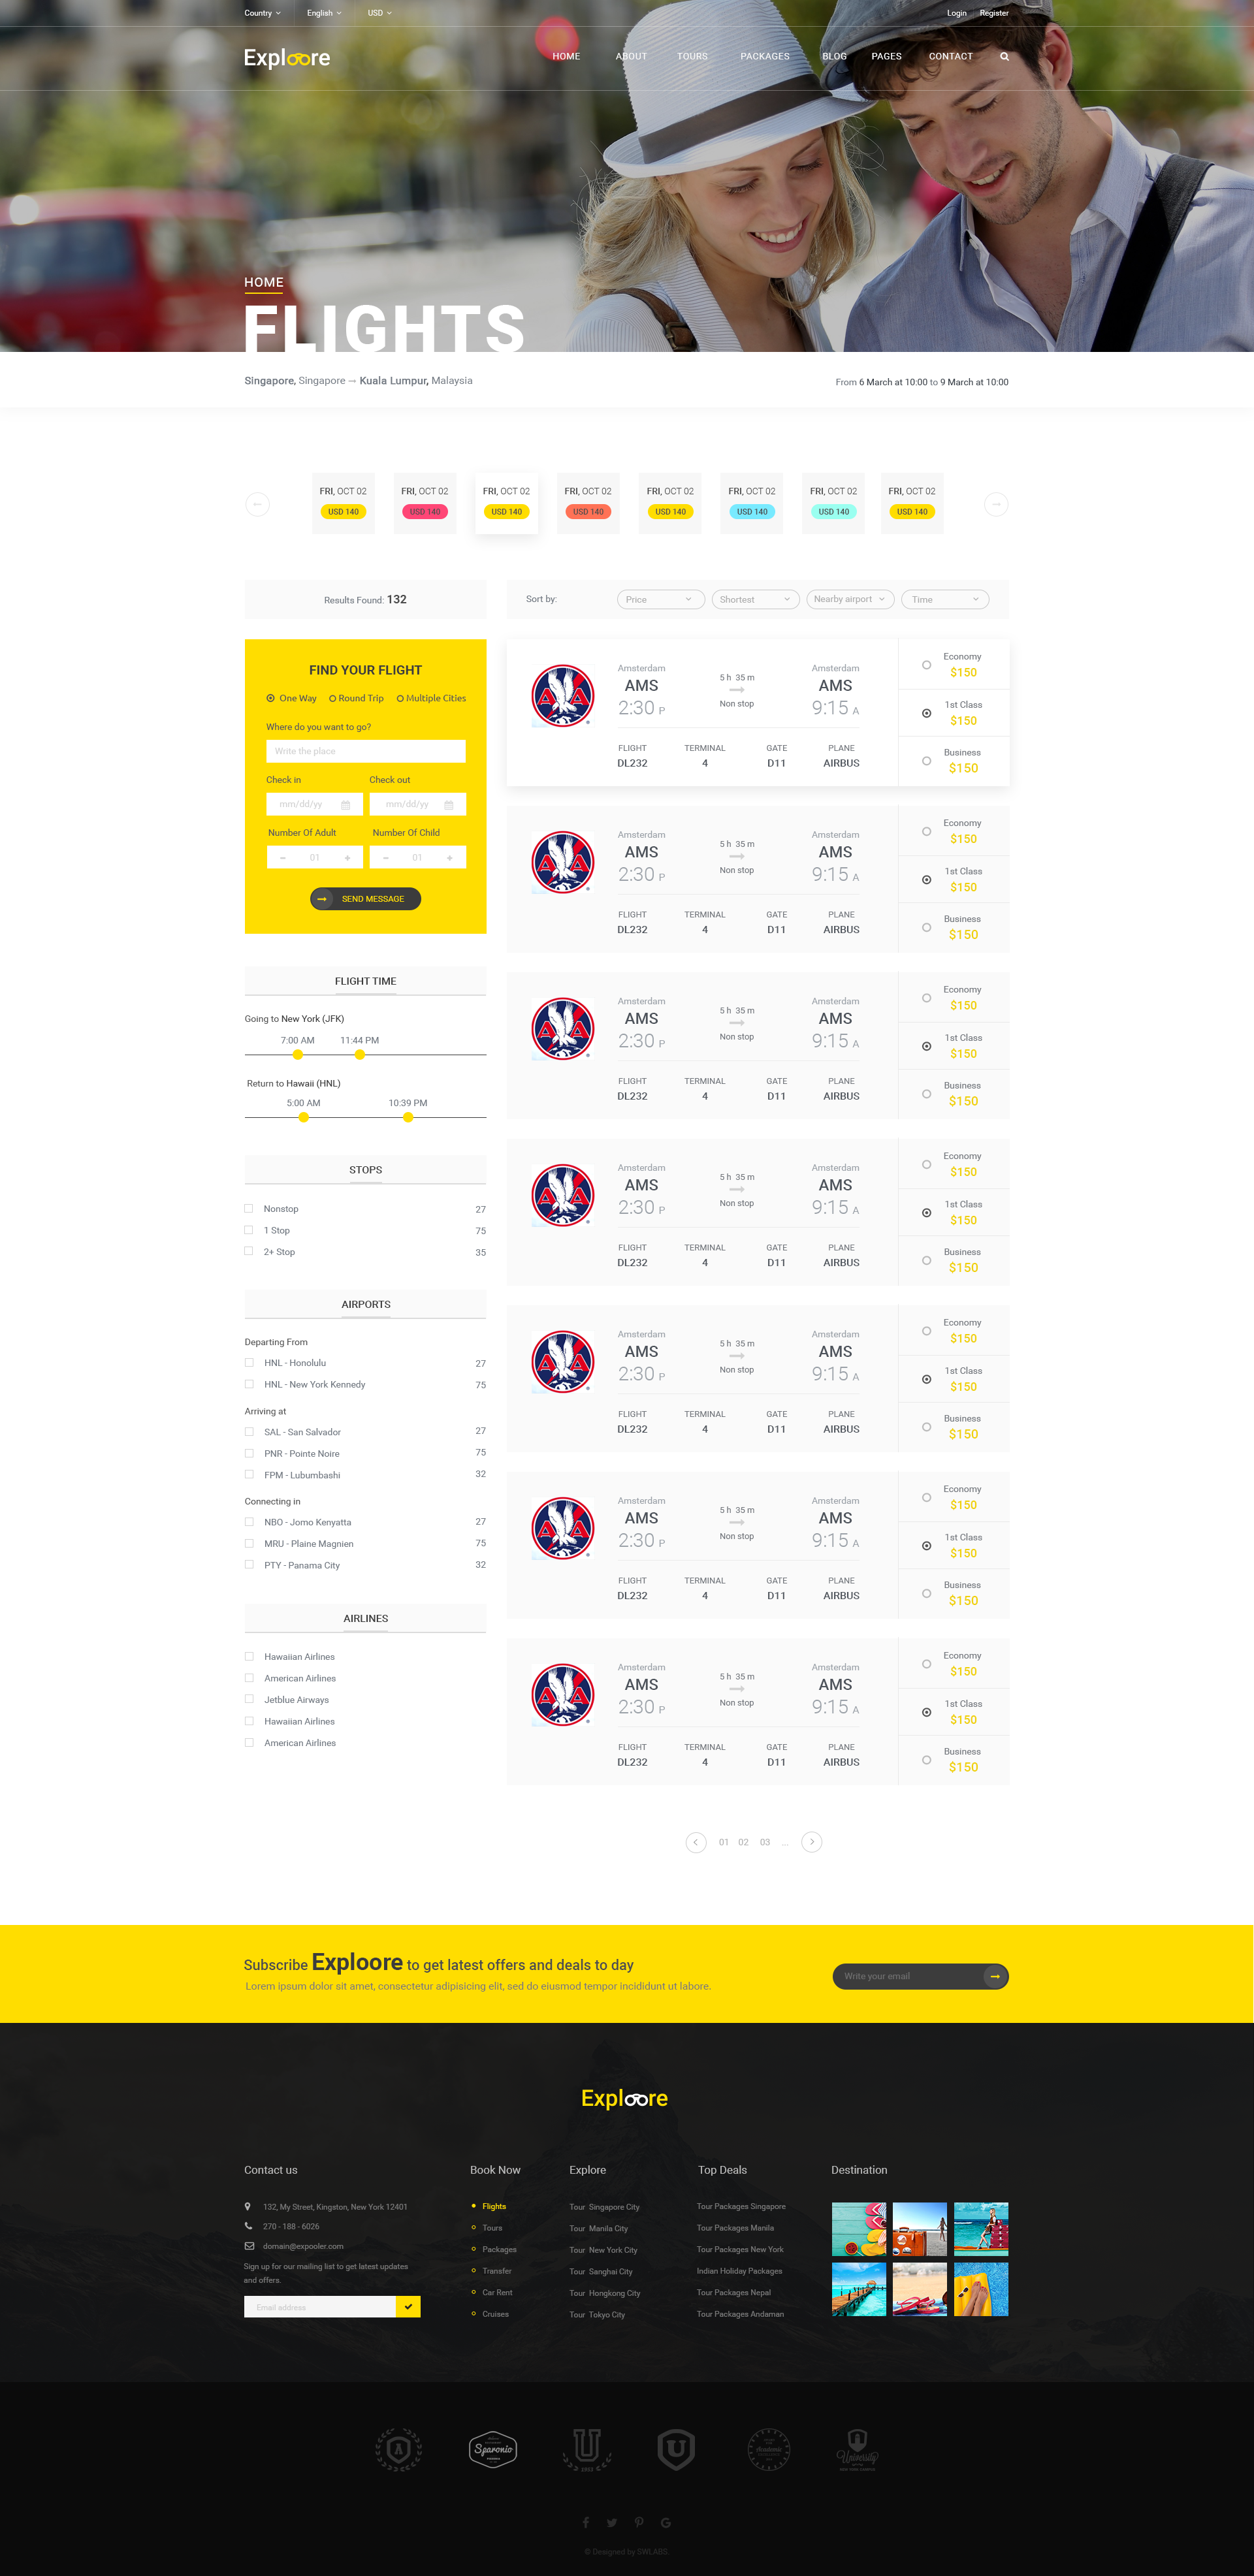 Country English USD Login Register
Exploore HOME ABOUT TOURS PACKAGES BLOG PAGES CONTACT
HOME
FLIGHTS
Singapore, Singapore → Kuala Lumpur, Malaysia From 6 March at 10:00 to 9 March at 10:00
FRI, OCT 02 FRI, OCT 02 FRI, OCT 02 FRI, OCT 02 FRI, OCT 02 FRI, OCT 02 FRI, OCT 02 FRI, OCT 02
USD 140 USD 140 USD 140 USD 140 USD 140 USD 140 USD 140 USD 140
Results Found: 132
Sort by: Price Shortest Nearby airport Time
FIND YOUR FLIGHT
One Way Round Trip Multiple Cities
Where do you want to go?
Write the place
Check in Check out
mm/dd/yy mm/dd/yy
Number Of Adult Number Of Child
01 01
SEND MESSAGE
FLIGHT TIME
Going to New York (JFK)
7:00 AM 11:44 PM
Return to Hawaii (HNL)
5:00 AM 10:39 PM
STOPS
Nonstop 27
1 Stop 75
2+ Stop 35
AIRPORTS
Departing From
HNL - Honolulu 27
HNL - New York Kennedy 75
Arriving at
SAL - San Salvador 27
PNR - Pointe Noire 75
FPM - Lubumbashi 32
Connecting in
NBO - Jomo Kenyatta 27
MRU - Plaine Magnien 75
PTY - Panama City 32
AIRLINES
Hawaiian Airlines
American Airlines
Jetblue Airways
Hawaiian Airlines
American Airlines
Amsterdam Amsterdam Economy
AMS 5 h 35 m AMS $150
2:30 P Non stop 9:15 A 1st Class
$150
FLIGHT TERMINAL GATE PLANE Business
DL232 4 D11 AIRBUS $150
Amsterdam Amsterdam Economy
AMS 5 h 35 m AMS $150
2:30 P Non stop 9:15 A 1st Class
$150
FLIGHT TERMINAL GATE PLANE Business
DL232 4 D11 AIRBUS $150
Amsterdam Amsterdam Economy
AMS 5 h 35 m AMS $150
2:30 P Non stop 9:15 A 1st Class
$150
FLIGHT TERMINAL GATE PLANE Business
DL232 4 D11 AIRBUS $150
Amsterdam Amsterdam Economy
AMS 5 h 35 m AMS $150
2:30 P Non stop 9:15 A 1st Class
$150
FLIGHT TERMINAL GATE PLANE Business
DL232 4 D11 AIRBUS $150
Amsterdam Amsterdam Economy
AMS 5 h 35 m AMS $150
2:30 P Non stop 9:15 A 1st Class
$150
FLIGHT TERMINAL GATE PLANE Business
DL232 4 D11 AIRBUS $150
Amsterdam Amsterdam Economy
AMS 5 h 35 m AMS $150
2:30 P Non stop 9:15 A 1st Class
$150
FLIGHT TERMINAL GATE PLANE Business
DL232 4 D11 AIRBUS $150
Amsterdam Amsterdam Economy
AMS 5 h 35 m AMS $150
2:30 P Non stop 9:15 A 1st Class
$150
FLIGHT TERMINAL GATE PLANE Business
DL232 4 D11 AIRBUS $150
01 02 03 ...
Subscribe Exploore to get latest offers and deals to day
Lorem ipsum dolor sit amet, consectetur adipisicing elit, sed do eiusmod tempor incididunt ut labore.
Write your email
Exploore
Contact us
132, My Street, Kingston, New York 12401
270 - 188 - 6026
domain@expooler.com
Sign up for our mailing list to get latest updates
and offers.
Email address
Book Now
Flights
Tours
Packages
Transfer
Car Rent
Cruises
Explore
Tour Singapore City
Tour Manila City
Tour New York City
Tour Sanghai City
Tour Hongkong City
Tour Tokyo City
Top Deals
Tour Packages Singapore
Tour Packages Manila
Tour Packages New York
Indian Holiday Packages
Tour Packages Nepal
Tour Packages Andaman
Destination
A
Sparonio
U
1993
U
Academic
University
© Designed by SWLABS.